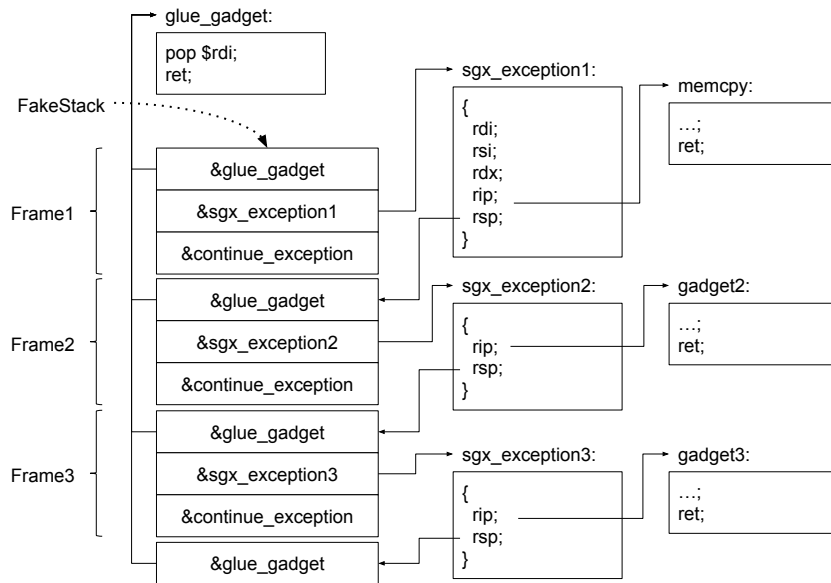 glue_gadget:
pop $rdi;
ret;
FakeStack
Frame1
&glue_gadget
&sgx_exception1
&continue_exception
Frame2
&glue_gadget
&sgx_exception2
&continue_exception
Frame3
&glue_gadget
&sgx_exception3
&continue_exception
&glue_gadget
sgx_exception1:
{
rdi;
rsi;
rdx;
rip;
rsp;
}
memcpy:
…;
ret;
sgx_exception2:
{
rip;
rsp;
}
gadget2:
…;
ret;
sgx_exception3:
{
rip;
rsp;
}
gadget3:
…;
ret;